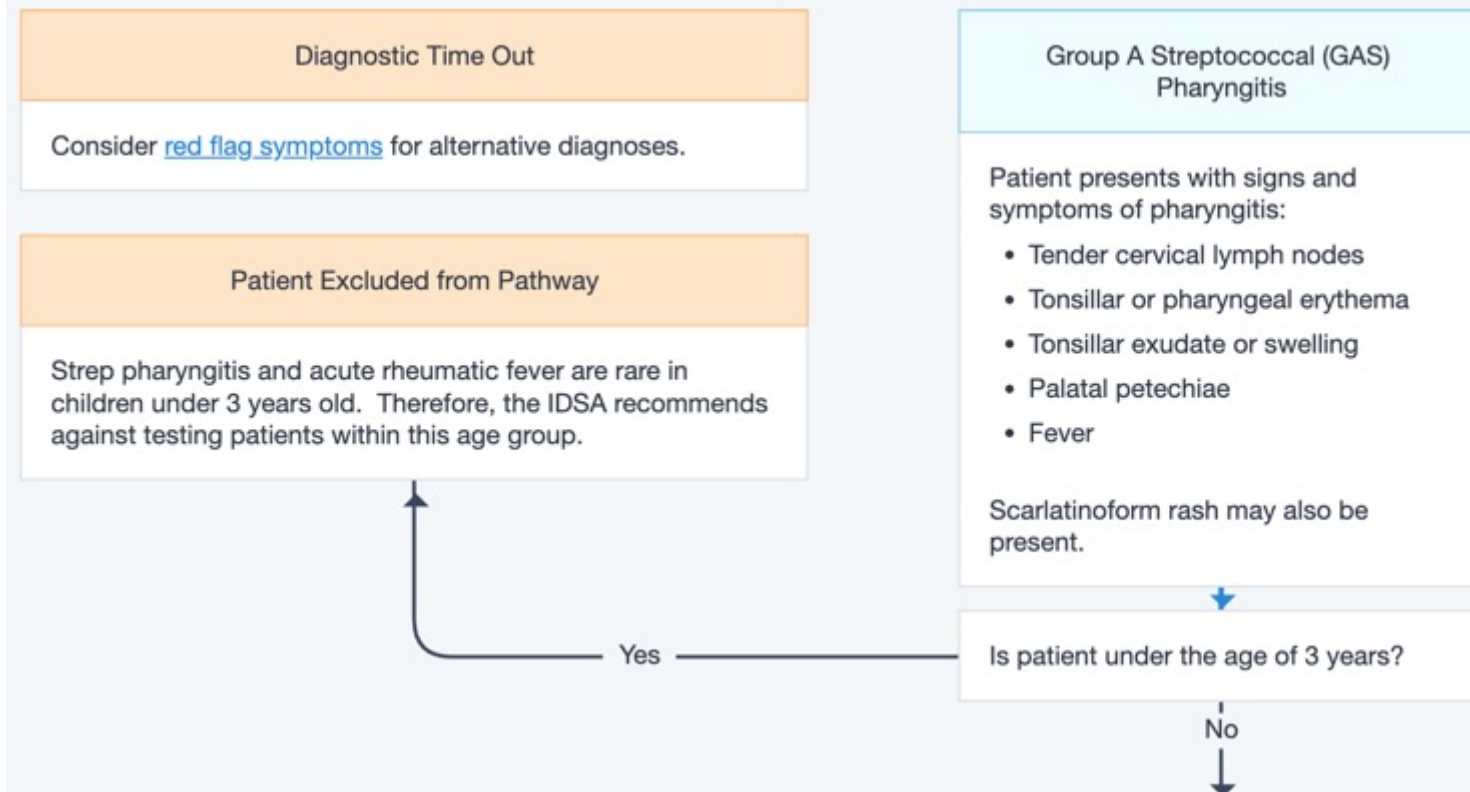 Diagnostic Time Out
Consider red flag symptoms for alternative diagnoses.
Patient Excluded from Pathway
Strep pharyngitis and acute rheumatic fever are rare in
children under 3 years old.  Therefore, the IDSA recommends
against testing patients within this age group.
Group A Streptococcal (GAS)
Pharyngitis
Patient presents with signs and
symptoms of pharyngitis:
• Tender cervical lymph nodes
• Tonsillar or pharyngeal erythema
• Tonsillar exudate or swelling
• Palatal petechiae
• Fever
Scarlatinoform rash may also be
present.
Is patient under the age of 3 years?
Yes
No